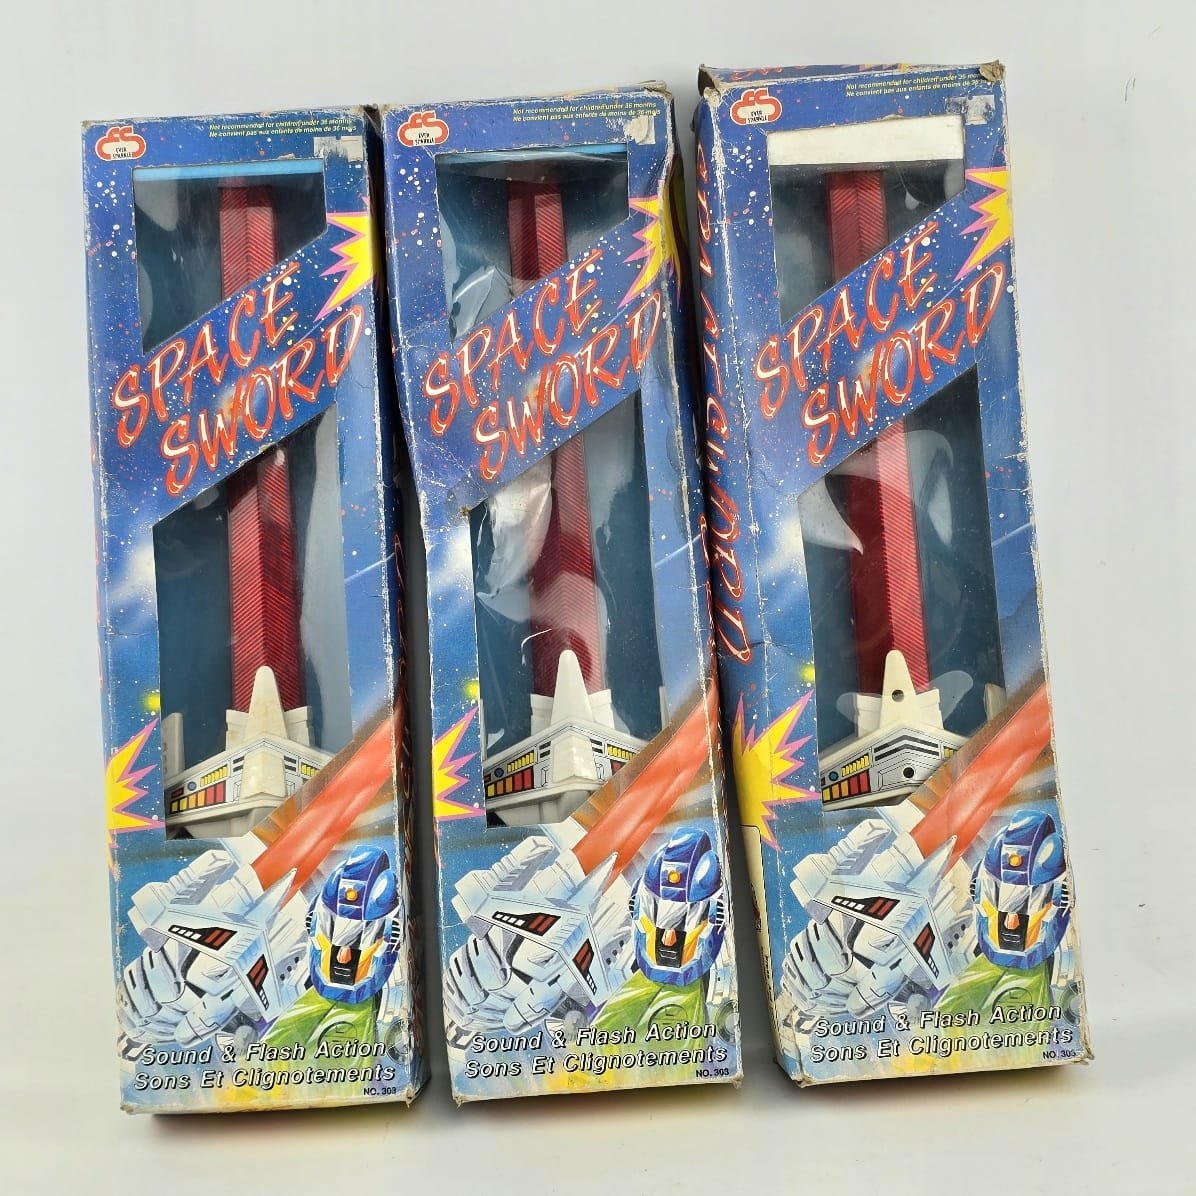 ES
EVER
SPARKLE
Not recommended for children under 36 months
Ne convient pas aux enfants de moins de 36 mois
SPACE
SWORD
Sound & Flash Action
Sons Et Clignotements
NO. 303
ES
EVER
SPARKLE
Not recommended for children under 36 months
Ne convient pas aux enfants de moins de 36 mois
SPACE
SWORD
Sound & Flash Action
Sons Et Clignotements
NO. 303
ES
EVER
SPARKLE
Not recommended for children under 36
Ne convient pas aux enfants de moins de 36
SPACE
SWORD
SWORD
Sound & Flash Action
Sons Et Clignotements
NO. 303